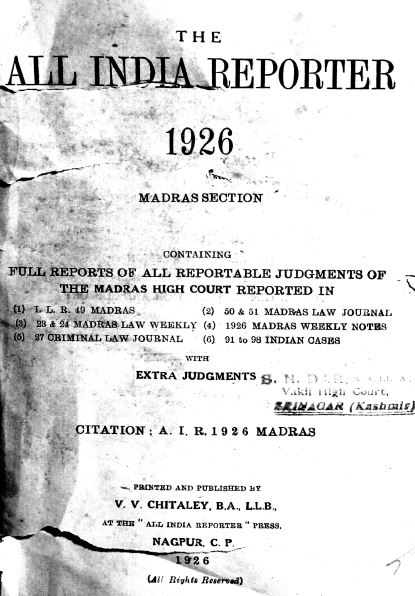 THE
ALL INDIA REPORTER
1926
MADRAS SECTION
CONTAINING
FULL REPORTS OF ALL REPORTABLE JUDGMENTS OF
THE MADRAS HIGH COURT REPORTED IN
(1) I. L. R. 49 MADRAS (2) 50 & 51 MADRAS LAW JOURNAL
(3) 23 & 24 MADRAS LAW WEEKLY (4) 1926 MADRAS WEEKLY NOTES
(5) 27 CRIMINAL LAW JOURNAL (6) 91 to 98 INDIAN CASES
WITH
EXTRA JUDGMENTS
S. N. DAR,
Vakil High Court,
SRINAGAR (Kashmir)
CITATION : A. I. R. 1926 MADRAS
PRINTED AND PUBLISHED BY
V. V. CHITALEY, B.A., L.L.B.,
AT THE "ALL INDIA REPORTER" PRESS,
NAGPUR, C. P.
1926
(All Rights Reserved)